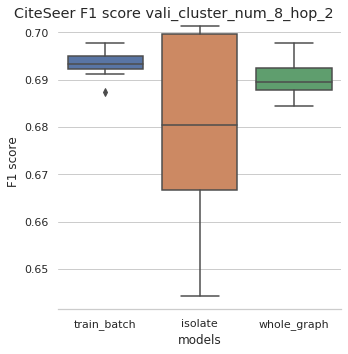 CiteSeer F1 score vali_cluster_num_8_hop_2
0.70
0.69
0.68
0.67
0.66
0.65
F1 score
train_batch
isolate
whole_graph
models